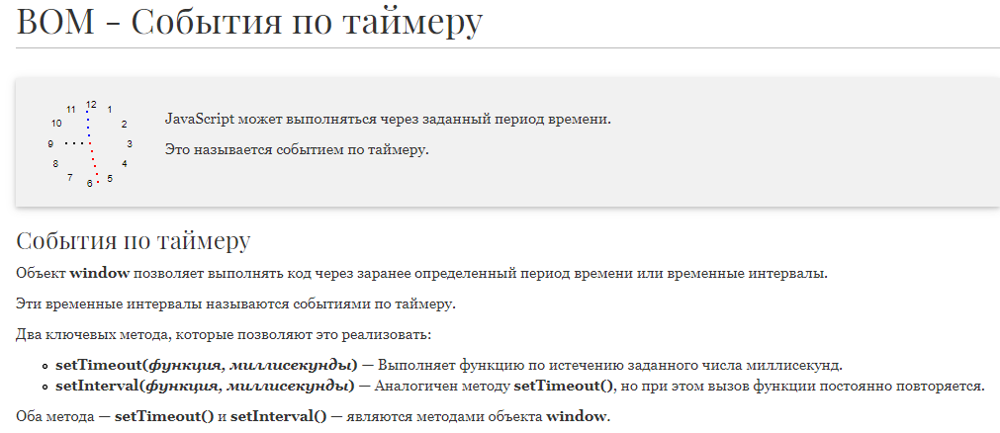 BOM - События по таймеру
12
11 1
10 2
9 3
8 4
7 5
6
JavaScript может выполняться через заданный период времени.
Это называется событием по таймеру.
События по таймеру
Объект window позволяет выполнять код через заранее определенный период времени или временные интервалы.
Эти временные интервалы называются событиями по таймеру.
Два ключевых метода, которые позволяют это реализовать:
setTimeout(функция, миллисекунды) — Выполняет функцию по истечению заданного числа миллисекунд.
setInterval(функция, миллисекунды) — Аналогичен методу setTimeout(), но при этом вызов функции постоянно повторяется.
Оба метода — setTimeout() и setInterval() — являются методами объекта window.